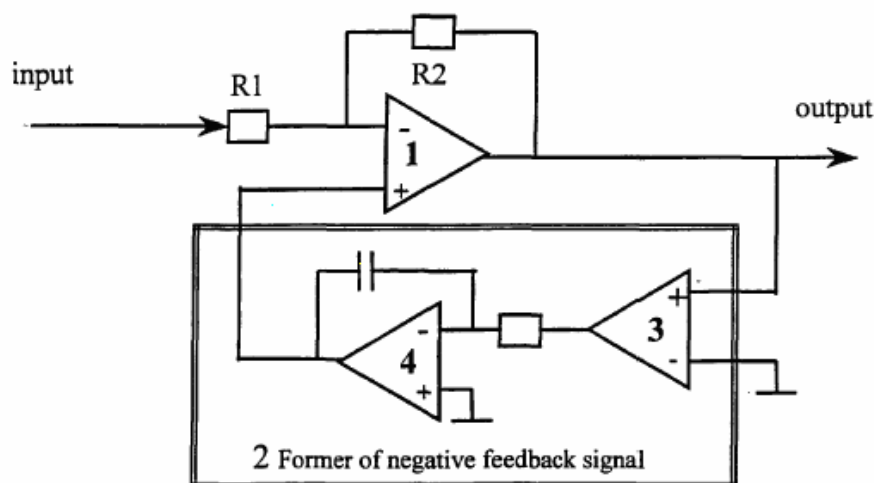 input
R1
R2
output
-
1
+
-
4
+
3
+
-
2 Former of negative feedback signal